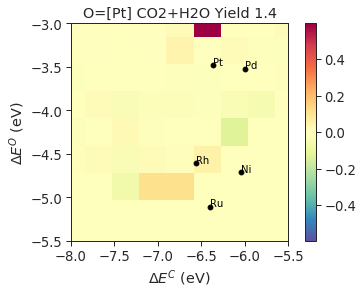 O=[Pt] CO2+H2O Yield 1.4
−3.0
−3.5
−4.0
−4.5
−5.0
−5.5
ΔE^O (eV)
Pt
Pd
Rh
Ni
Ru
−8.0 −7.5 −7.0 −6.5 −6.0 −5.5
ΔE^C (eV)
0.4
0.2
0.0
−0.2
−0.4